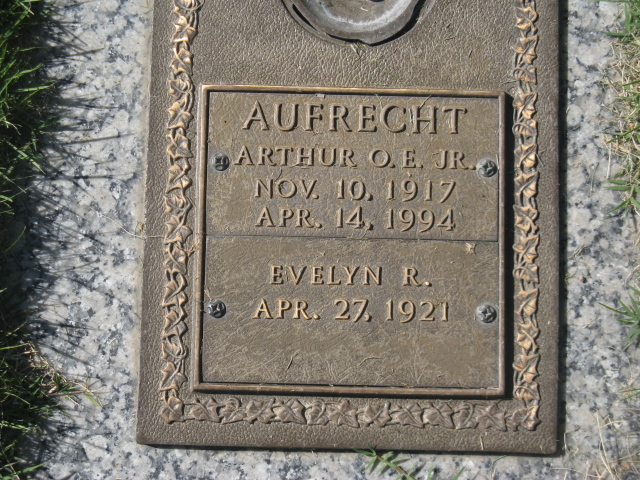 AUFRECHT
ARTHUR O.E. JR.
NOV. 10, 1917
APR. 14, 1994
EVELYN R.
APR. 27, 1921